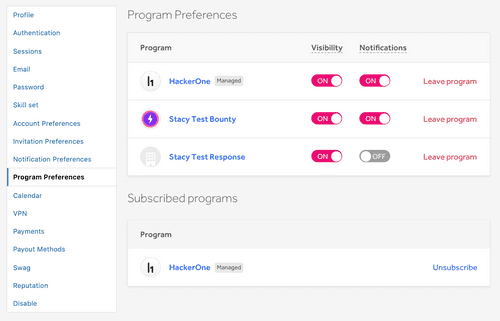 Profile
Authentication
Sessions
Email
Password
Skill set
Account Preferences
Invitation Preferences
Notification Preferences
Program Preferences
Calendar
VPN
Payments
Payout Methods
Swag
Reputation
Disable
Program Preferences
Program Visibility Notifications
h1 HackerOne Managed ON ON Leave program
Stacy Test Bounty ON ON Leave program
Stacy Test Response ON OFF Leave program
Subscribed programs
Program
h1 HackerOne Managed Unsubscribe